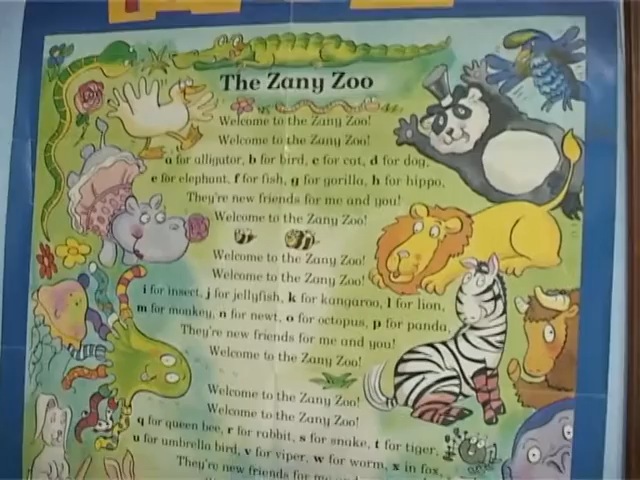 The Zany Zoo
Welcome to the Zany Zoo!
Welcome to the Zany Zoo!
a for alligator, b for bird, c for cat, d for dog,
e for elephant, f for fish, g for gorilla, h for hippo,
They're new friends for me and you!
Welcome to the Zany Zoo!
Welcome to the Zany Zoo!
Welcome to the Zany Zoo!
i for insect, j for jellyfish, k for kangaroo, l for lion,
m for monkey, n for newt, o for octopus, p for panda,
They're new friends for me and you!
Welcome to the Zany Zoo!
Welcome to the Zany Zoo!
Welcome to the Zany Zoo!
q for queen bee, r for rabbit, s for snake, t for tiger,
u for umbrella bird, v for viper, w for worm, x in fox,
They're new friends for me and